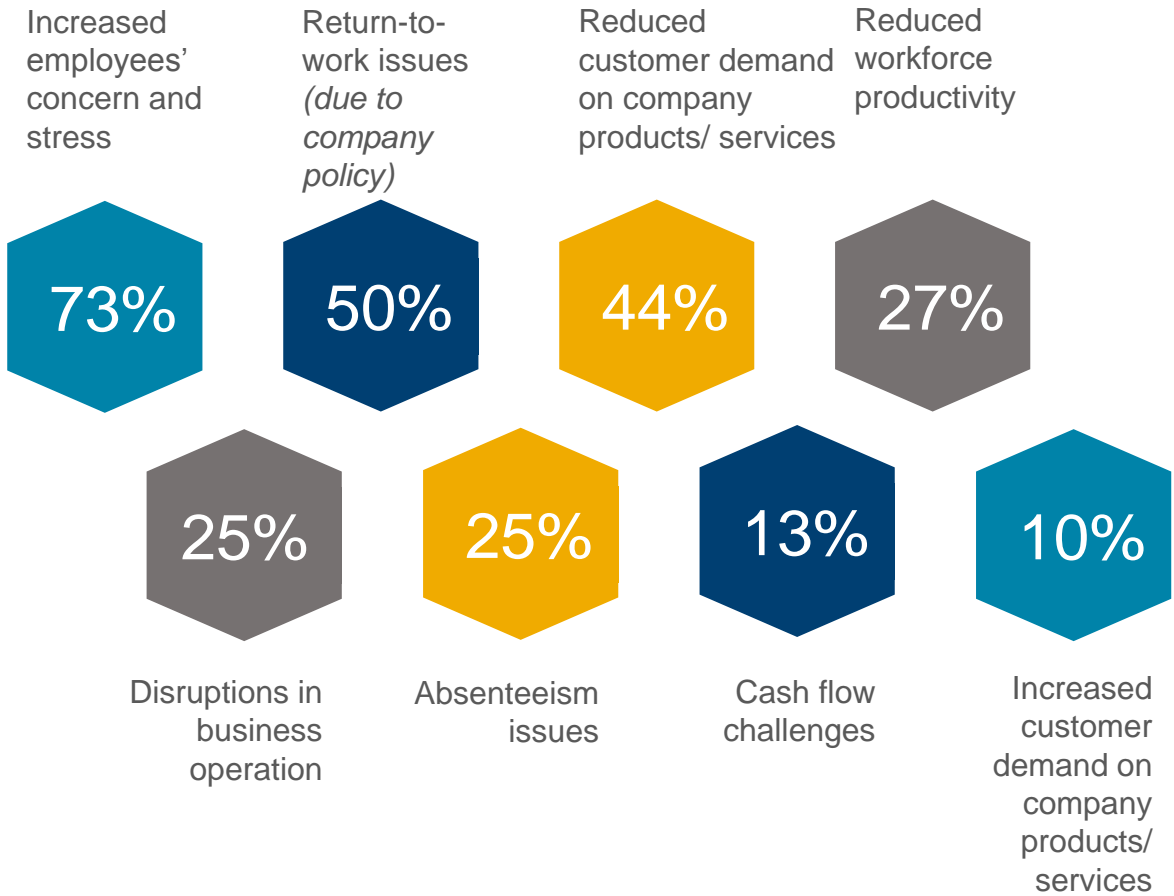 Increased
employees’
concern and
stress
Return-to-
work issues
(due to
company
policy)
Reduced
customer demand
on company
products/ services
Reduced
workforce
productivity
73%
50%
44%
27%
25%
25%
13%
10%
Disruptions in
business
operation
Absenteeism
issues
Cash flow
challenges
Increased
customer
demand on
company
products/
services